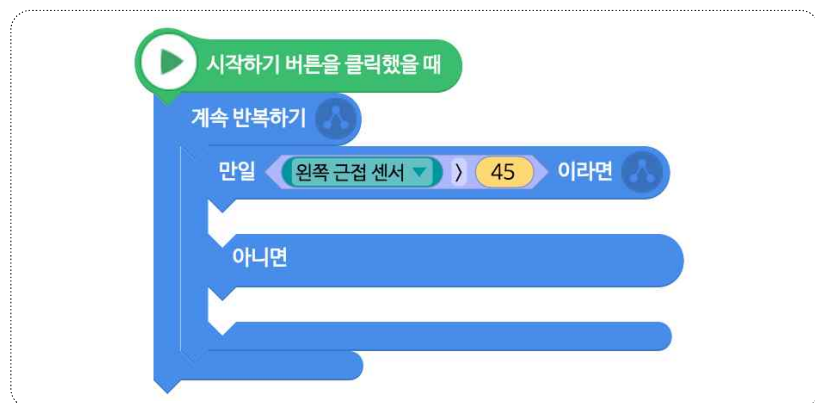 시작하기 버튼을 클릭했을 때
계속 반복하기
만일 왼쪽 근접 센서 > 45 이라면
아니면